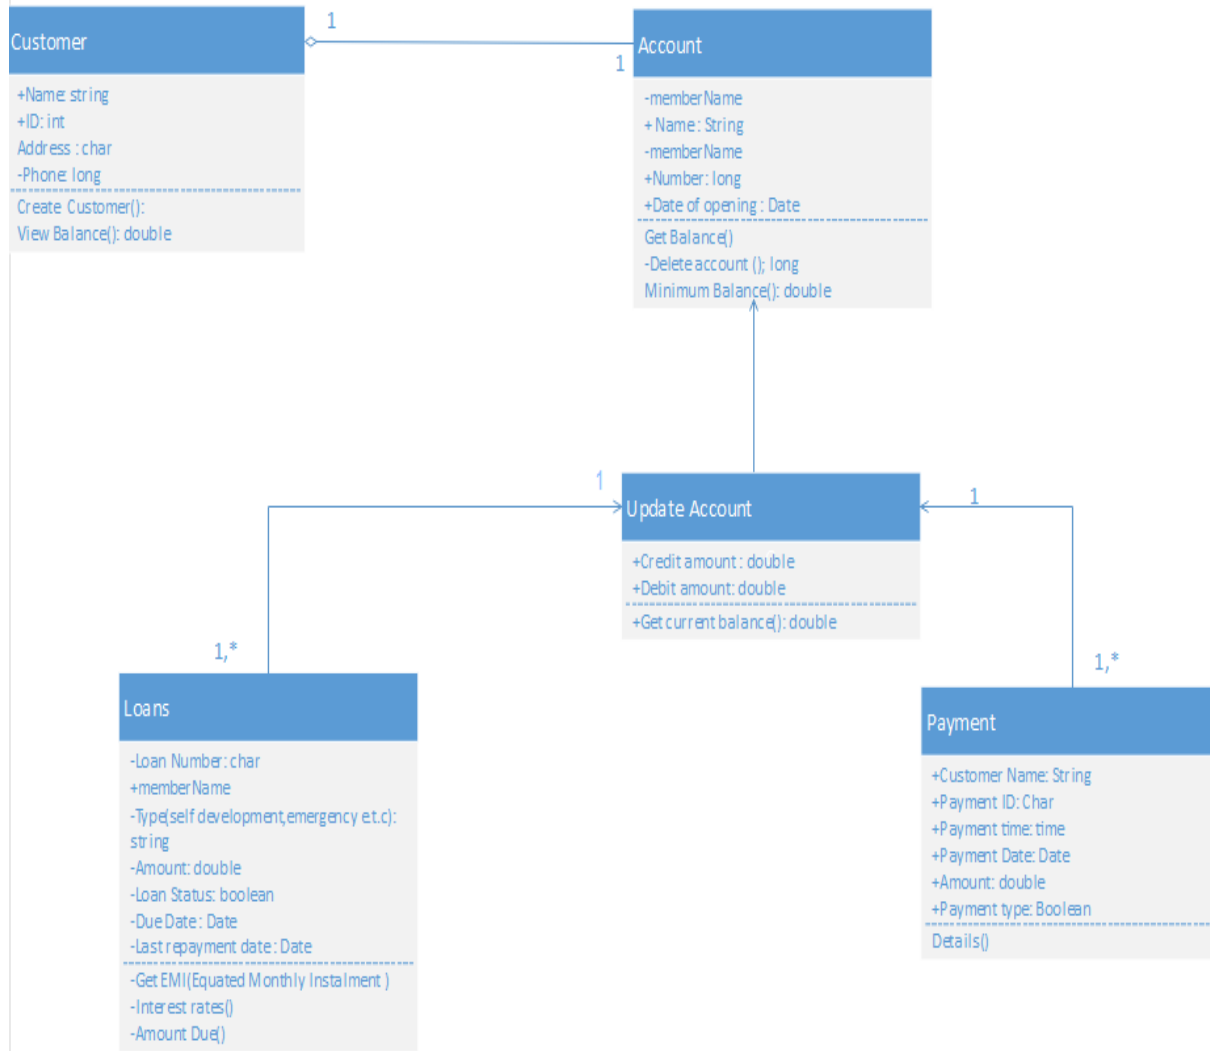 Customer
+Name: string
+ID: int
Address : char
-Phone: long
Create Customer():
View Balance(): double
1
1
Account
-memberName
+ Name : String
-memberName
+Number: long
+Date of opening : Date
Get Balance()
-Delete account (); long
Minimum Balance(): double
1
Update Account
+Credit amount : double
+Debit amount: double
+Get current balance(): double
1
1,*
Loans
-Loan Number: char
+memberName
-Type(self development,emergency e.t.c):
string
-Amount: double
-Loan Status: boolean
-Due Date : Date
-Last repayment date : Date
-Get EMI(Equated Monthly Instalment )
-Interest rates()
-Amount Due()
1,*
Payment
+Customer Name: String
+Payment ID: Char
+Payment time: time
+Payment Date: Date
+Amount: double
+Payment type: Boolean
Details()